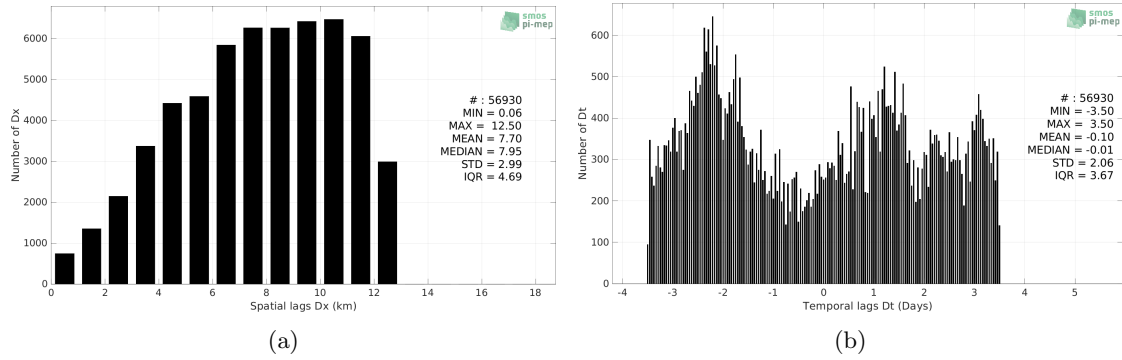 smos
pi-mep
Number of Dx
6000
5000
4000
3000
2000
1000
0
# : 56930
MIN = 0.06
MAX = 12.50
MEAN = 7.70
MEDIAN = 7.95
STD = 2.99
IQR = 4.69
0 2 4 6 8 10 12 14 16 18
Spatial lags Dx (km)
(a)
smos
pi-mep
Number of Dt
600
500
400
300
200
100
0
# : 56930
MIN = -3.50
MAX = 3.50
MEAN = -0.10
MEDIAN = -0.01
STD = 2.06
IQR = 3.67
-4 -3 -2 -1 0 1 2 3 4 5
Temporal lags Dt (Days)
(b)